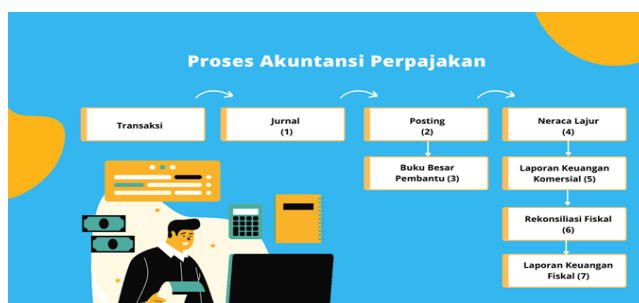 Proses Akuntansi Perpajakan
Transaksi
Jurnal
(1)
Posting
(2)
Buku Besar
Pembantu (3)
Neraca Lajur
(4)
Laporan Keuangan
Komersial (5)
Rekonsiliasi Fiskal
(6)
Laporan Keuangan
Fiskal (7)